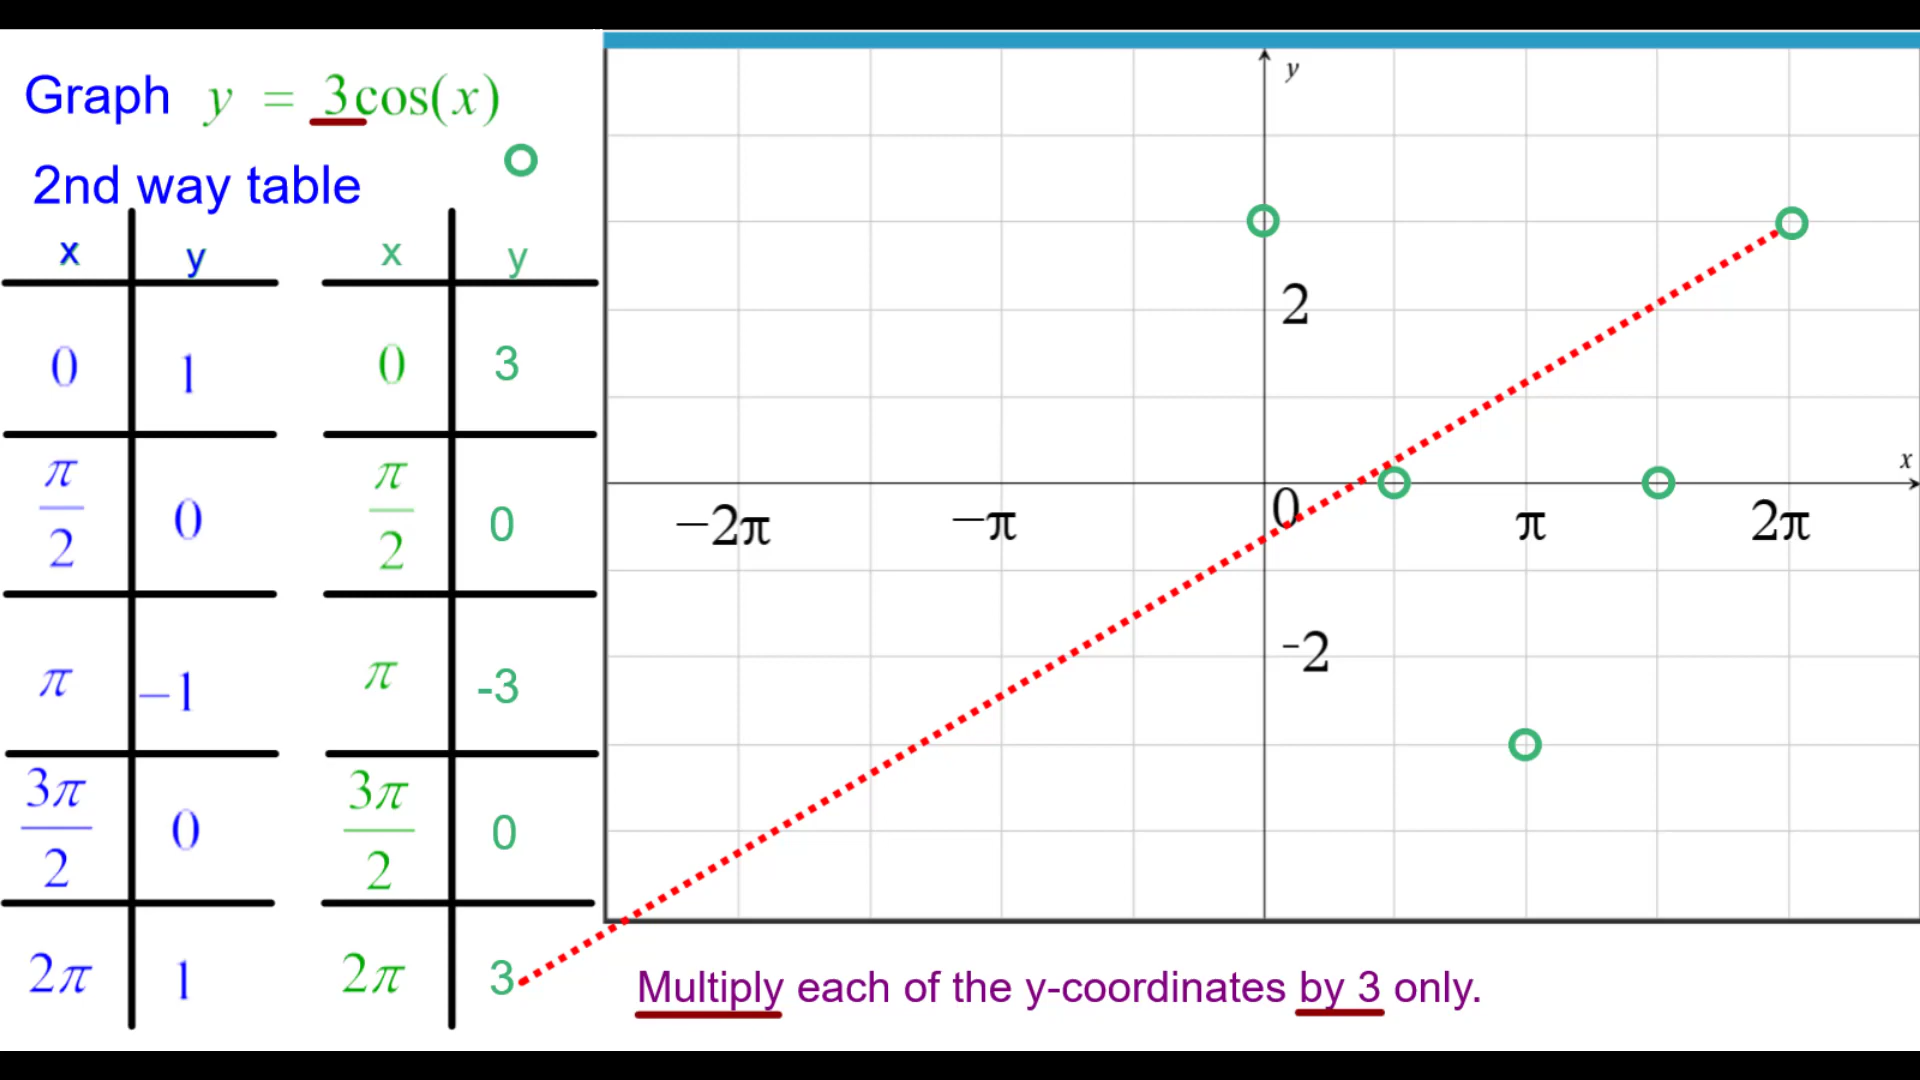 Graph y = 3cos(x)
2nd way table
x y x y
0 1 0 3
π/2 0 π/2 0
π −1 π -3
3π/2 0 3π/2 0
2π 1 2π 3
y
2
x
−2π −π 0 π 2π
-2
Multiply each of the y-coordinates by 3 only.